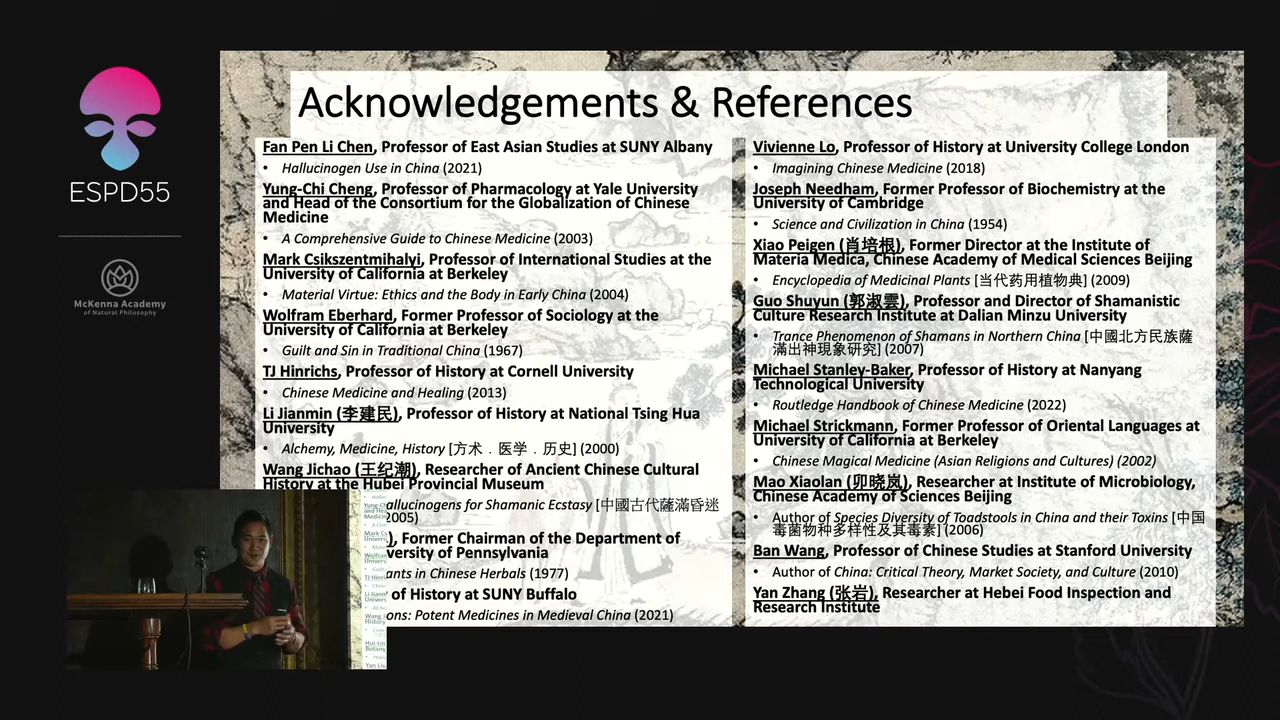 ESPD55
McKenna Academy
of Natural Philosophy
Acknowledgements & References
Fan Pen Li Chen, Professor of East Asian Studies at SUNY Albany
• Hallucinogen Use in China (2021)
Yung-Chi Cheng, Professor of Pharmacology at Yale University
and Head of the Consortium for the Globalization of Chinese
Medicine
• A Comprehensive Guide to Chinese Medicine (2003)
Mark Csikszentmihalyi, Professor of International Studies at the
University of California at Berkeley
• Material Virtue: Ethics and the Body in Early China (2004)
Wolfram Eberhard, Former Professor of Sociology at the
University of California at Berkeley
• Guilt and Sin in Traditional China (1967)
TJ Hinrichs, Professor of History at Cornell University
• Chinese Medicine and Healing (2013)
Li Jianmin (李建民), Professor of History at National Tsing Hua
University
• Alchemy, Medicine, History [方术．医学．历史] (2000)
Wang Jichao (王纪潮), Researcher of Ancient Chinese Cultural
History at the Hubei Provincial Museum
allucinogens for Shamanic Ecstasy [中國古代薩滿昏迷
2005)
), Former Chairman of the Department of
versity of Pennsylvania
ants in Chinese Herbals (1977)
of History at SUNY Buffalo
ons: Potent Medicines in Medieval China (2021)
Vivienne Lo, Professor of History at University College London
• Imagining Chinese Medicine (2018)
Joseph Needham, Former Professor of Biochemistry at the
University of Cambridge
• Science and Civilization in China (1954)
Xiao Peigen (肖培根), Former Director at the Institute of
Materia Medica, Chinese Academy of Medical Sciences Beijing
• Encyclopedia of Medicinal Plants [当代药用植物典] (2009)
Guo Shuyun (郭淑雲), Professor and Director of Shamanistic
Culture Research Institute at Dalian Minzu University
• Trance Phenomenon of Shamans in Northern China [中國北方民族薩
滿出神現象研究] (2007)
Michael Stanley-Baker, Professor of History at Nanyang
Technological University
• Routledge Handbook of Chinese Medicine (2022)
Michael Strickmann, Former Professor of Oriental Languages at
University of California at Berkeley
• Chinese Magical Medicine (Asian Religions and Cultures) (2002)
Mao Xiaolan (卯晓岚), Researcher at Institute of Microbiology,
Chinese Academy of Sciences Beijing
• Author of Species Diversity of Toadstools in China and their Toxins [中国
毒菌物种多样性及其毒素] (2006)
Ban Wang, Professor of Chinese Studies at Stanford University
• Author of China: Critical Theory, Market Society, and Culture (2010)
Yan Zhang (张岩), Researcher at Hebei Food Inspection and
Research Institute